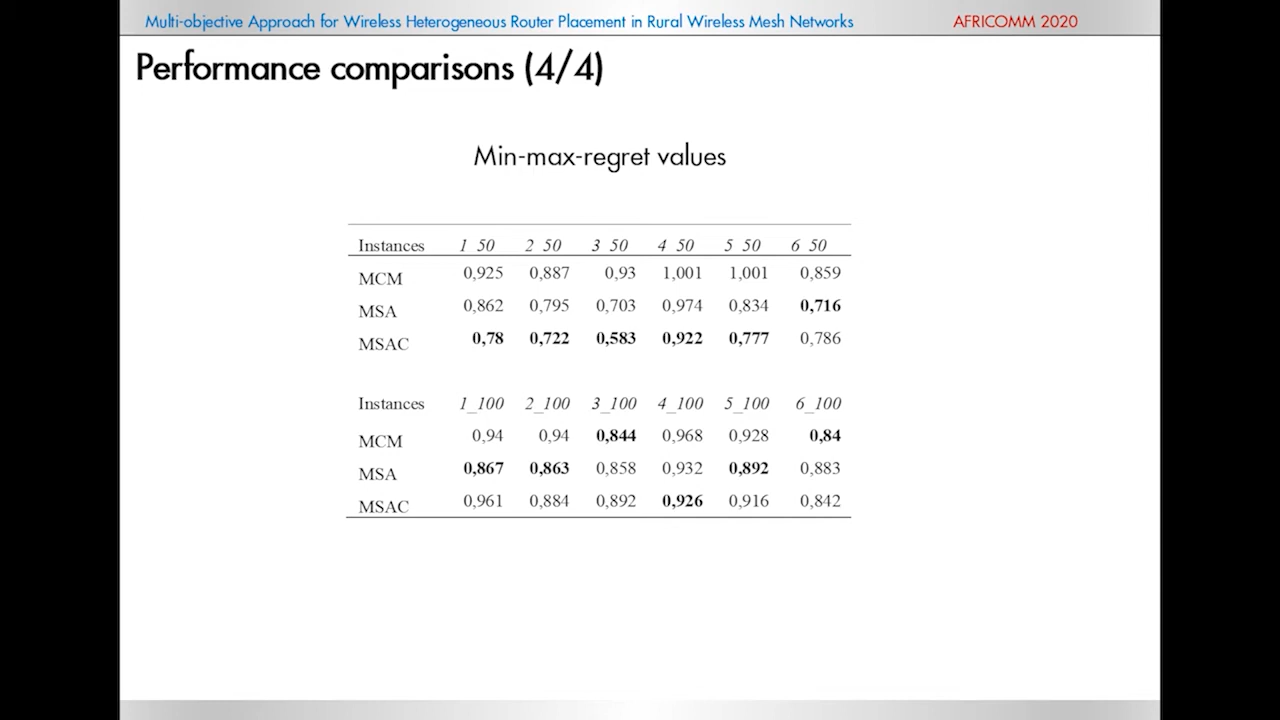 Multi-objective Approach for Wireless Heterogeneous Router Placement in Rural Wireless Mesh Networks AFRICOMM 2020
Performance comparisons (4/4)
Min-max-regret values
Instances 1_50 2_50 3_50 4_50 5_50 6_50
MCM 0,925 0,887 0,93 1,001 1,001 0,859
MSA 0,862 0,795 0,703 0,974 0,834 0,716
MSAC 0,78 0,722 0,583 0,922 0,777 0,786
Instances 1_100 2_100 3_100 4_100 5_100 6_100
MCM 0,94 0,94 0,844 0,968 0,928 0,84
MSA 0,867 0,863 0,858 0,932 0,892 0,883
MSAC 0,961 0,884 0,892 0,926 0,916 0,842